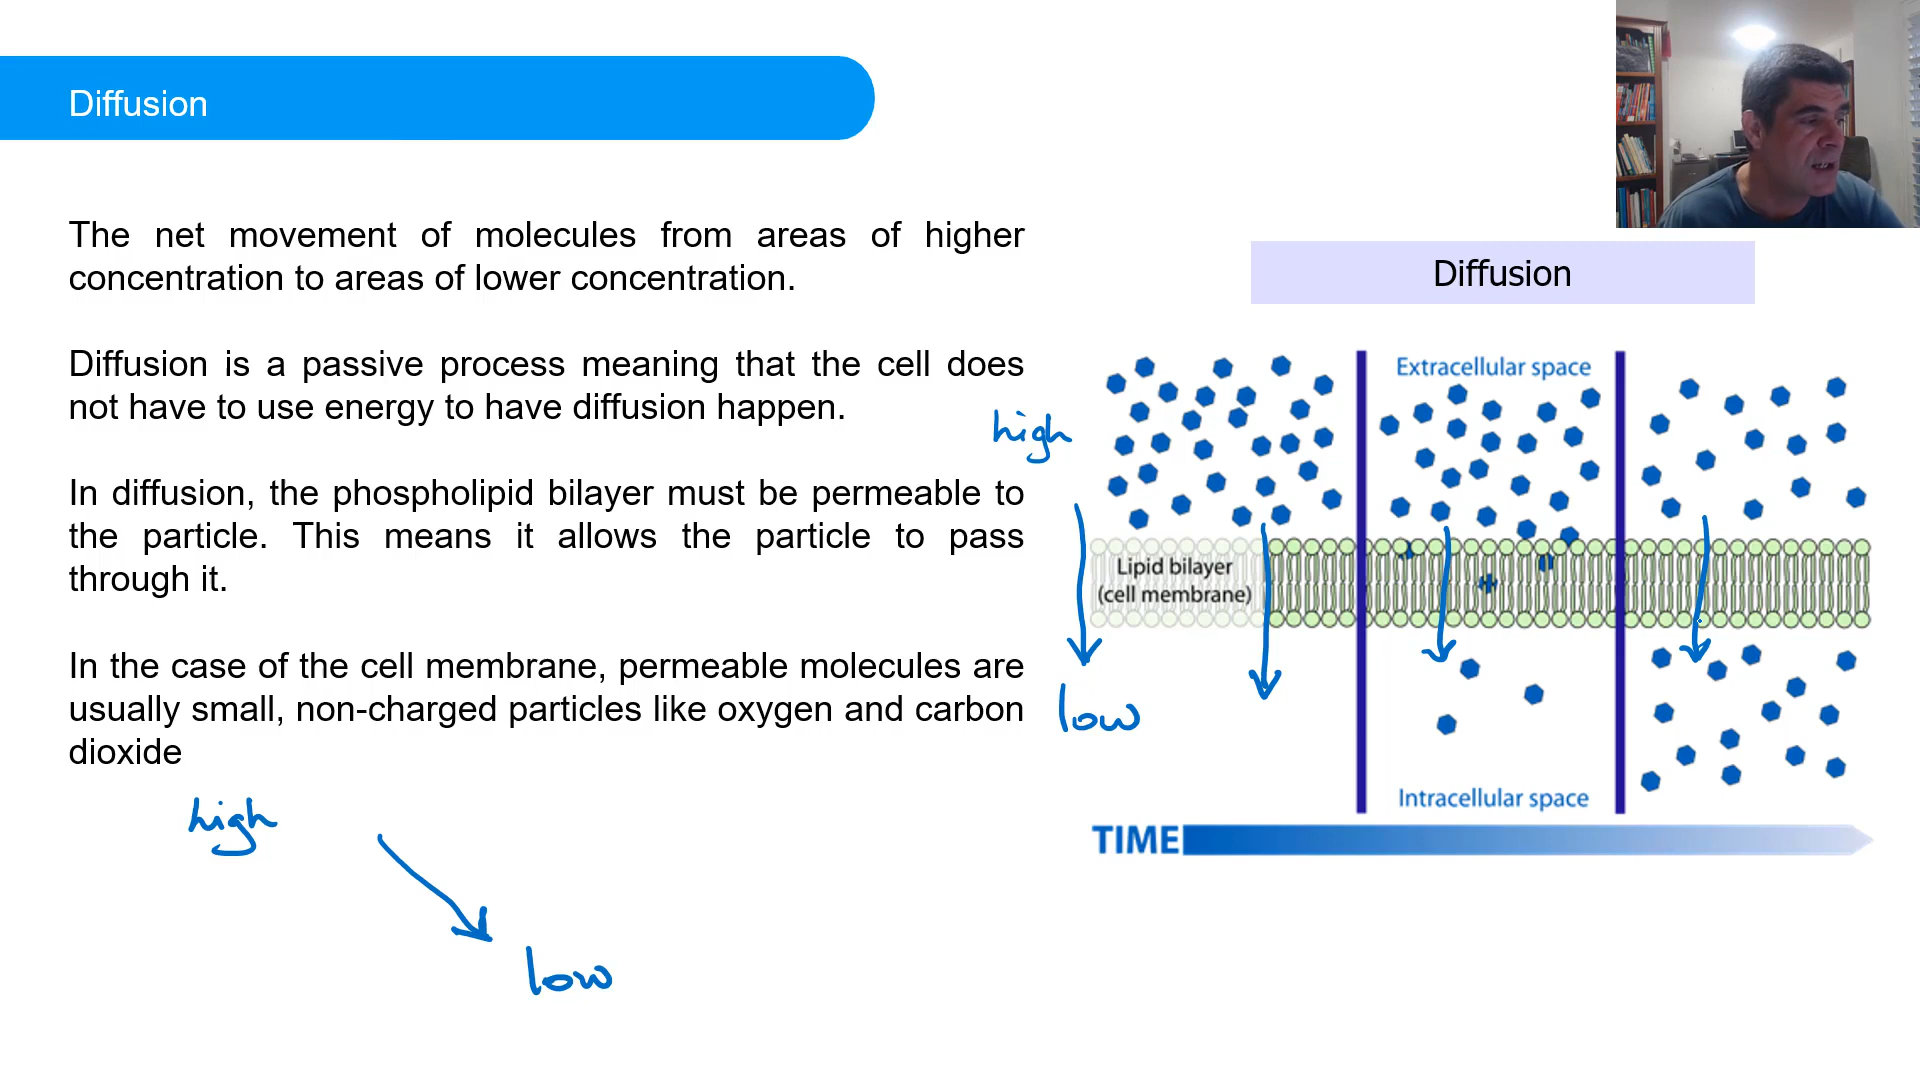 Diffusion
The net movement of molecules from areas of higher
concentration to areas of lower concentration.
Diffusion is a passive process meaning that the cell does
not have to use energy to have diffusion happen.
In diffusion, the phospholipid bilayer must be permeable to
the particle. This means it allows the particle to pass
through it.
In the case of the cell membrane, permeable molecules are
usually small, non-charged particles like oxygen and carbon
dioxide
high
low
Diffusion
Extracellular space
high
Lipid bilayer
(cell membrane)
low
Intracellular space
TIME